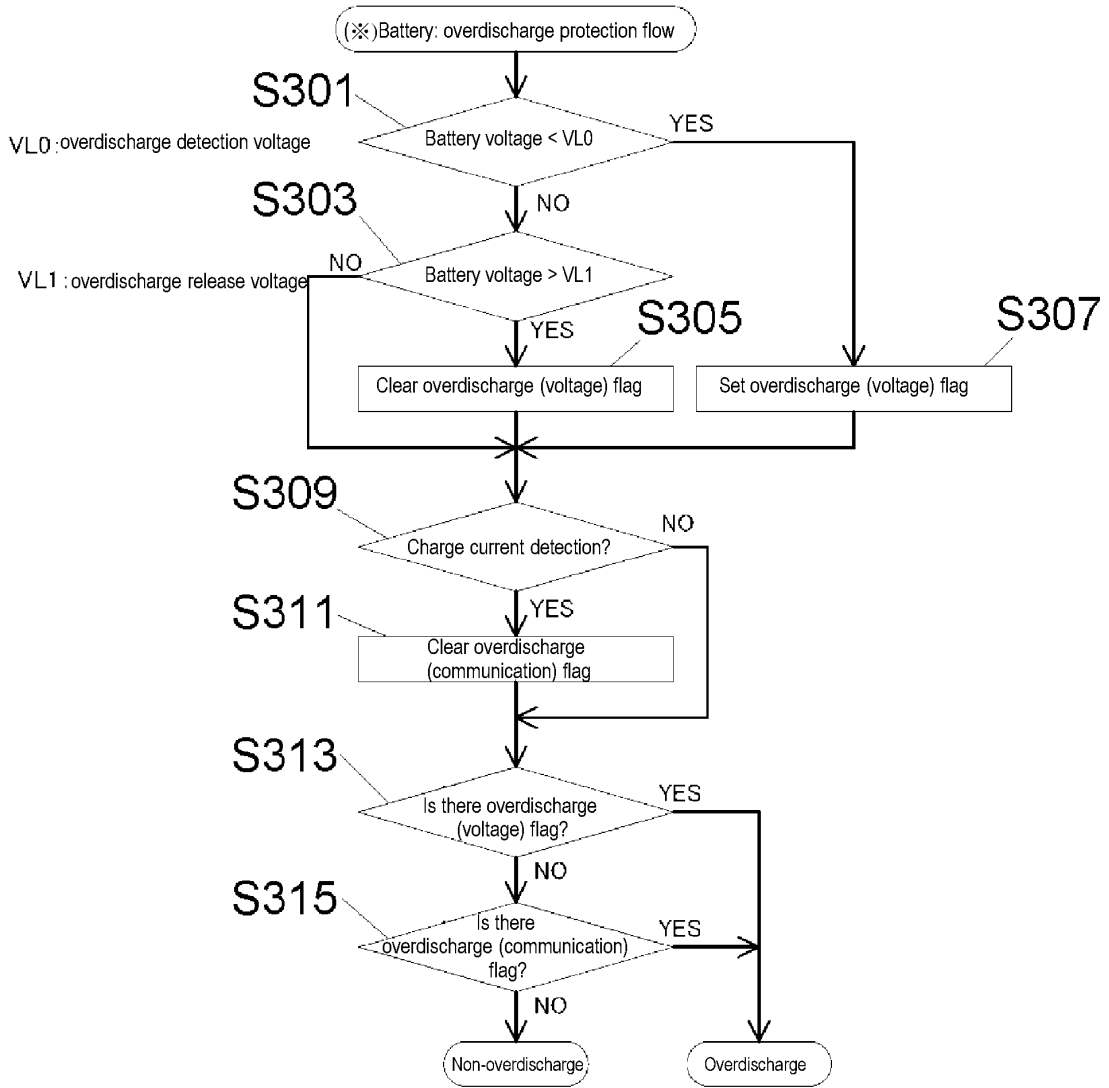 (※)Battery: overdischarge protection flow
S301
Battery voltage < VL0
YES
VL0 : overdischarge detection voltage
NO
S303
NO
Battery voltage > VL1
VL1 : overdischarge release voltage
YES
S305
S307
Clear overdischarge (voltage) flag
Set overdischarge (voltage) flag
S309
NO
Charge current detection?
YES
S311
Clear overdischarge
(communication) flag
S313
YES
Is there overdischarge
(voltage) flag?
NO
S315
YES
Is there
overdischarge (communication)
flag?
NO
Non-overdischarge
Overdischarge